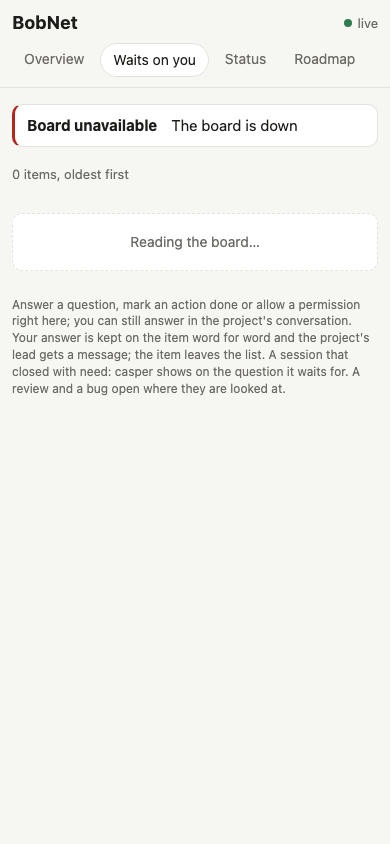 BobNet
live
Overview
Waits on you
Status
Roadmap
Board unavailable The board is down
0 items, oldest first
Reading the board...
Answer a question, mark an action done or allow a permission
right here; you can still answer in the project's conversation.
Your answer is kept on the item word for word and the project's
lead gets a message; the item leaves the list. A session that
closed with need: casper shows on the question it waits for. A
review and a bug open where they are looked at.